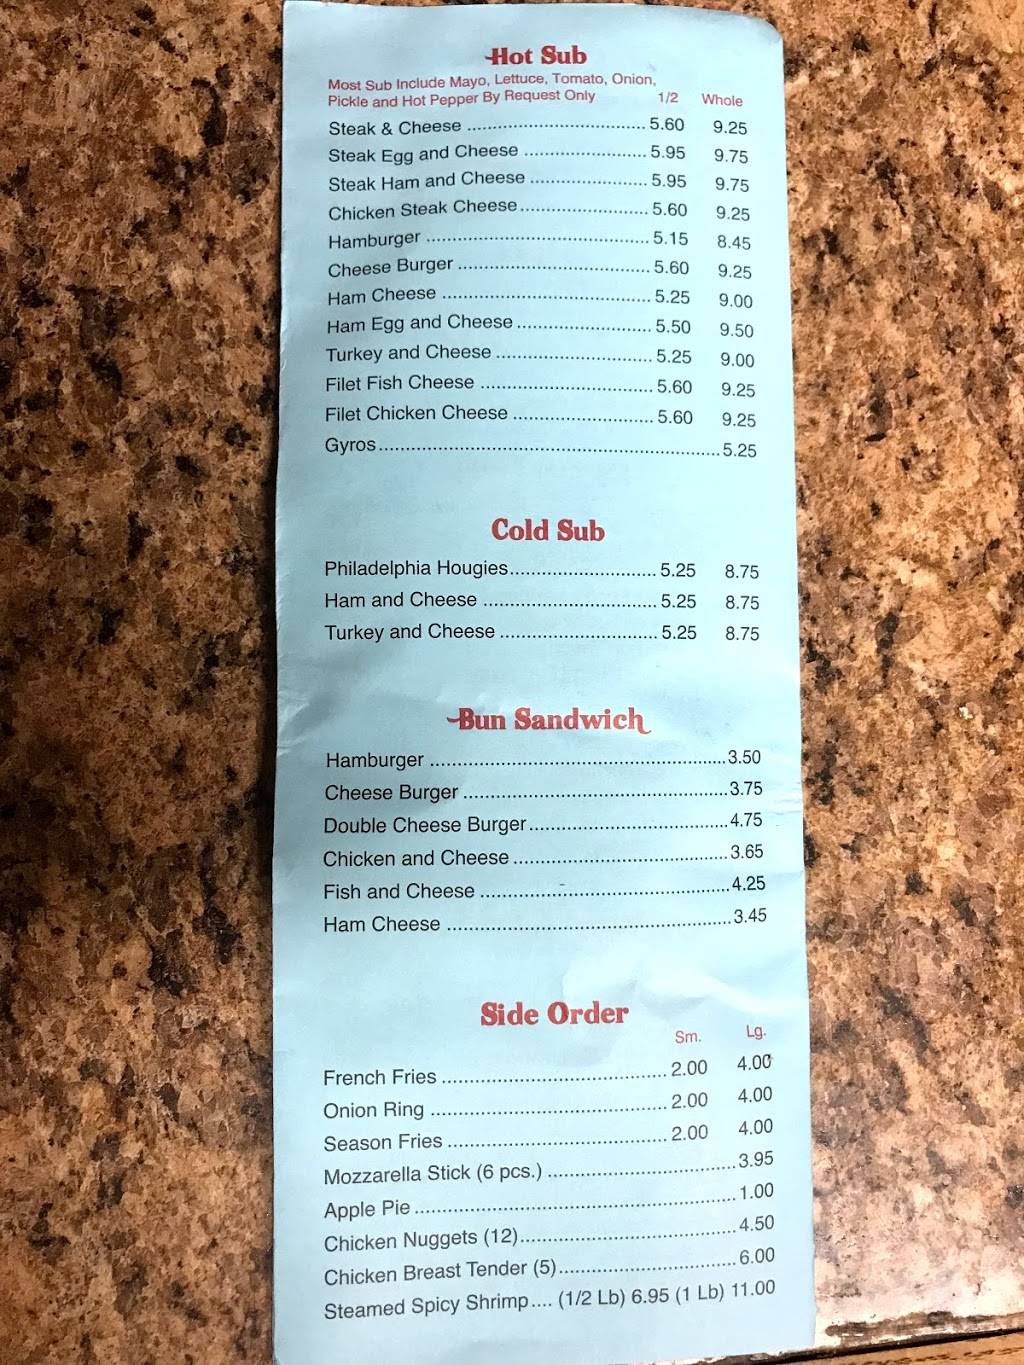 Hot Sub
Most Sub Include Mayo, Lettuce, Tomato, Onion,
Pickle and Hot Pepper By Request Only 1/2 Whole
Steak & Cheese .................................. 5.60 9.25
Steak Egg and Cheese ....................... 5.95 9.75
Steak Ham and Cheese ...................... 5.95 9.75
Chicken Steak Cheese ........................ 5.60 9.25
Hamburger .......................................... 5.15 8.45
Cheese Burger .................................... 5.60 9.25
Ham Cheese ....................................... 5.25 9.00
Ham Egg and Cheese ......................... 5.50 9.50
Turkey and Cheese ............................. 5.25 9.00
Filet Fish Cheese ................................ 5.60 9.25
Filet Chicken Cheese .......................... 5.60 9.25
Gyros ................................................................ 5.25
Cold Sub
Philadelphia Hougies ........................... 5.25 8.75
Ham and Cheese ................................ 5.25 8.75
Turkey and Cheese ............................. 5.25 8.75
Bun Sandwich
Hamburger ........................................................ 3.50
Cheese Burger .................................................. 3.75
Double Cheese Burger ...................................... 4.75
Chicken and Cheese ......................................... 3.65
Fish and Cheese ............................................... 4.25
Ham Cheese ..................................................... 3.45
Side Order
Sm. Lg.
French Fries .......................................... 2.00 4.00
Onion Ring ............................................ 2.00 4.00
Season Fries ......................................... 2.00 4.00
Mozzarella Stick (6 pcs.) ................................... 3.95
Apple Pie ............................................................ 1.00
Chicken Nuggets (12) ......................................... 4.50
Chicken Breast Tender (5) .................................. 6.00
Steamed Spicy Shrimp .... (1/2 Lb) 6.95 (1 Lb) 11.00